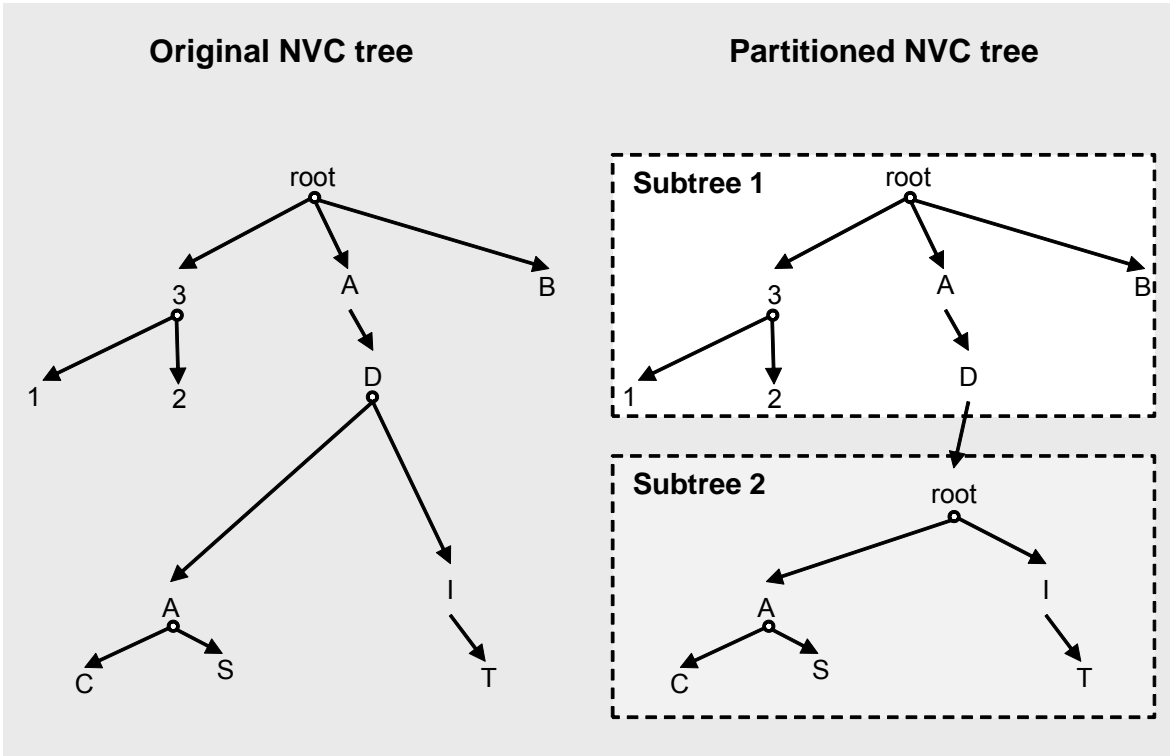 Original NVC tree
root
3
A
B
1
2
D
A
I
C
S
T
Partitioned NVC tree
Subtree 1
root
3
A
B
1
2
D
Subtree 2
root
A
I
C
S
T